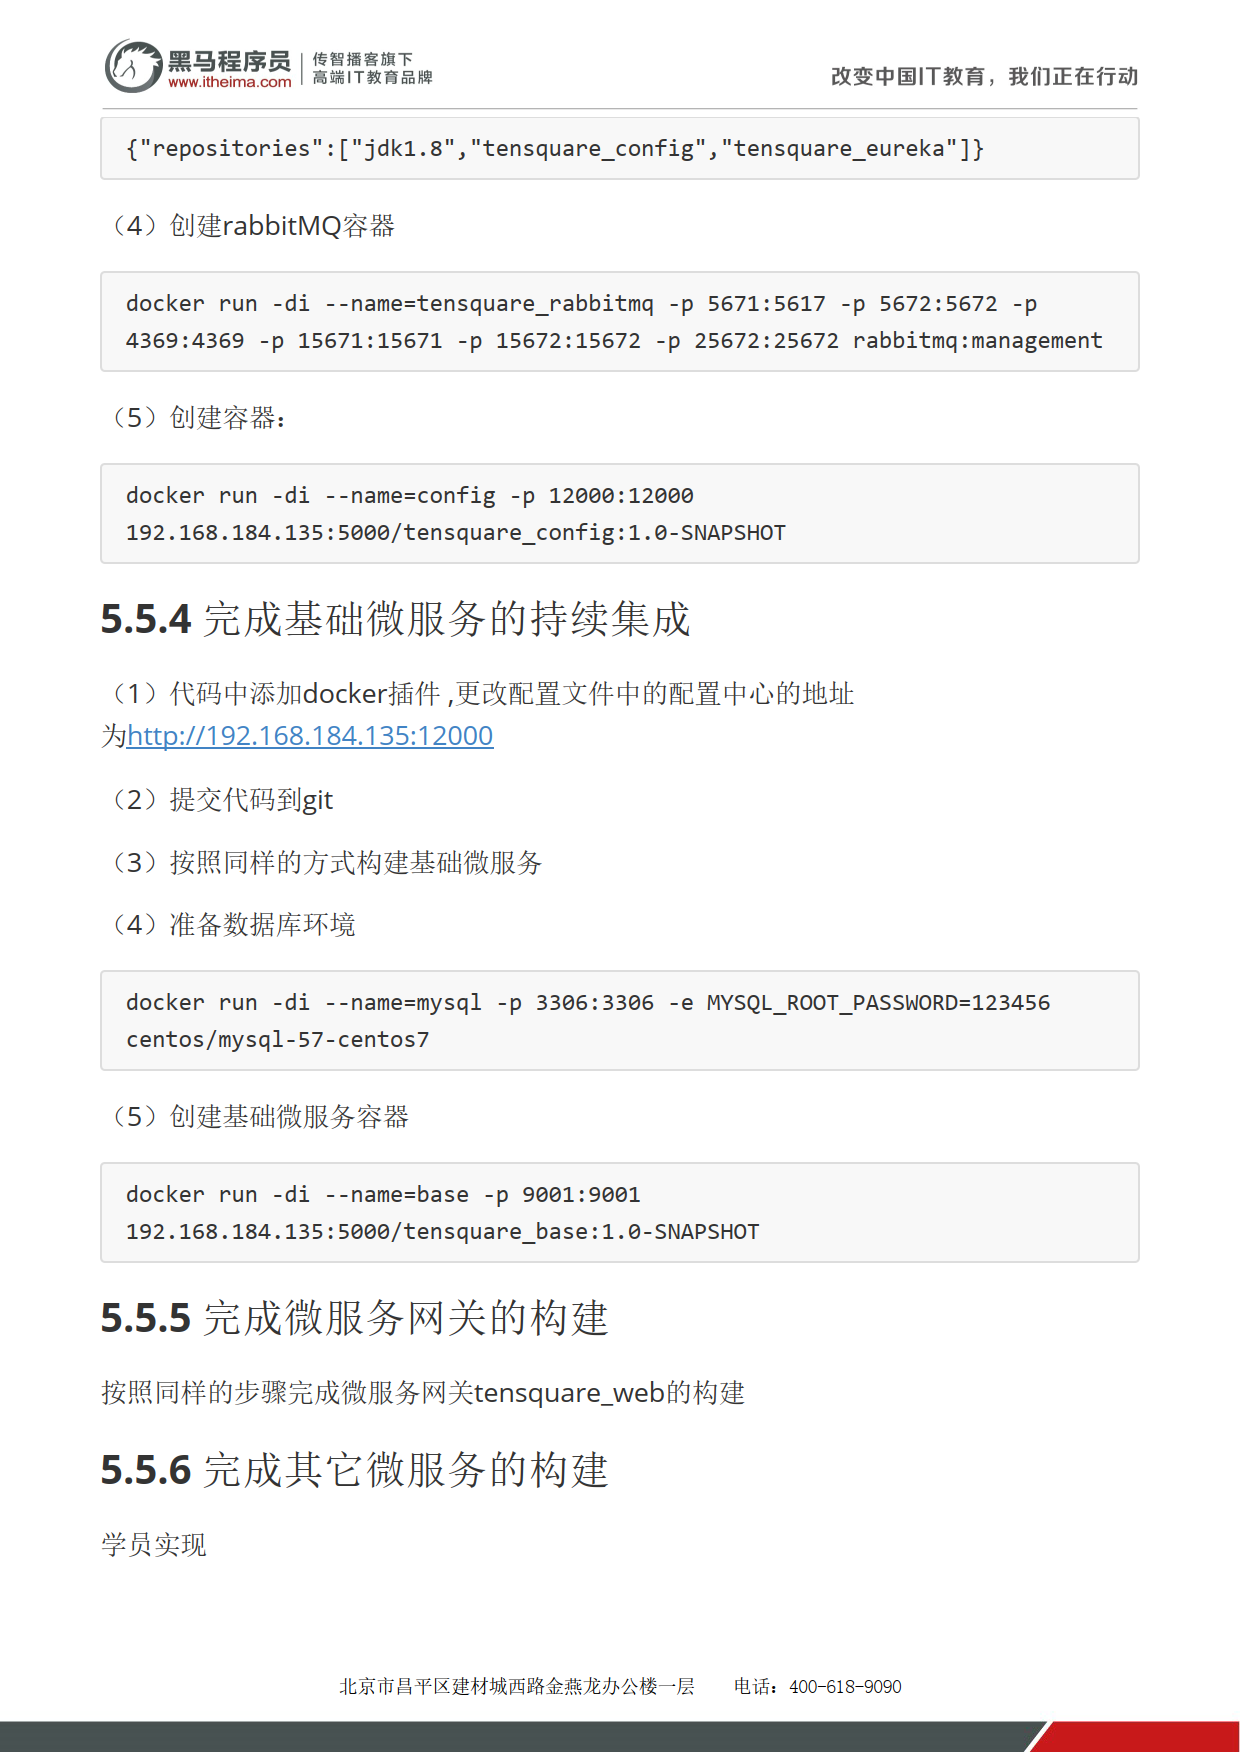 黑马程序员
www.itheima.com
传智播客旗下
高端IT教育品牌
改变中国IT教育，我们正在行动
{"repositories":["jdk1.8","tensquare_config","tensquare_eureka"]}
（4）创建rabbitMQ容器
docker run -di --name=tensquare_rabbitmq -p 5671:5617 -p 5672:5672 -p
4369:4369 -p 15671:15671 -p 15672:15672 -p 25672:25672 rabbitmq:management
（5）创建容器：
docker run -di --name=config -p 12000:12000
192.168.184.135:5000/tensquare_config:1.0-SNAPSHOT
5.5.4 完成基础微服务的持续集成
（1）代码中添加docker插件 ,更改配置文件中的配置中心的地址
为http://192.168.184.135:12000
（2）提交代码到git
（3）按照同样的方式构建基础微服务
（4）准备数据库环境
docker run -di --name=mysql -p 3306:3306 -e MYSQL_ROOT_PASSWORD=123456
centos/mysql-57-centos7
（5）创建基础微服务容器
docker run -di --name=base -p 9001:9001
192.168.184.135:5000/tensquare_base:1.0-SNAPSHOT
5.5.5 完成微服务网关的构建
按照同样的步骤完成微服务网关tensquare_web的构建
5.5.6 完成其它微服务的构建
学员实现
北京市昌平区建材城西路金燕龙办公楼一层 电话：400-618-9090